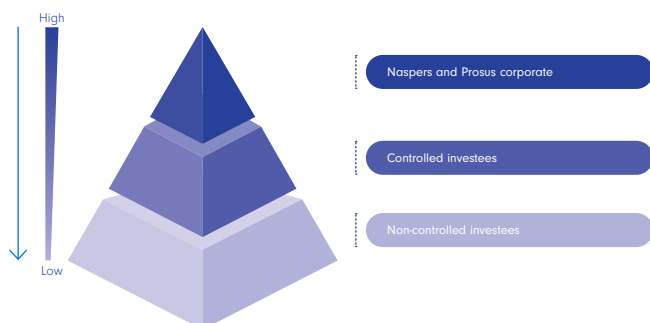 High
Naspers and Prosus corporate
Controlled investees
Non-controlled investees
Low